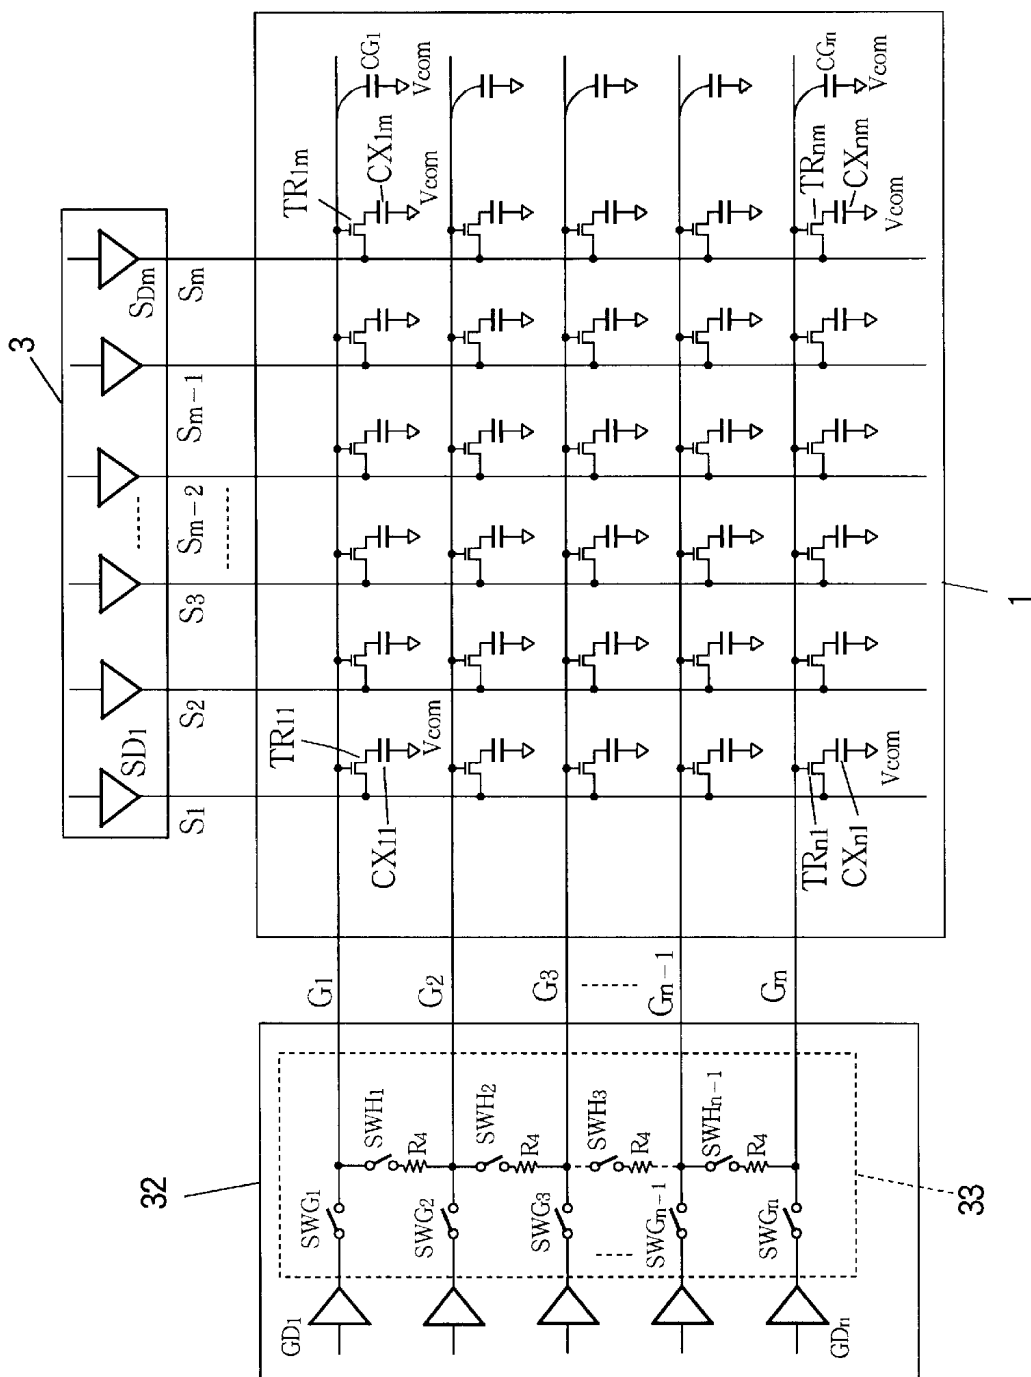 3
SD1
SDm
S1
S2
S3
Sm-2
Sm-1
Sm
TR11
CX11
Vcom
TR1m
CX1m
Vcom
CG1
Vcom
TRn1
CXn1
Vcom
TRnm
CXnm
Vcom
CGn
Vcom
1
G1
G2
G3
Gn-1
Gn
32
33
SWH1
R4
SWH2
R4
SWH3
R4
SWHn-1
R4
SWG1
SWG2
SWG3
SWGn-1
SWGn
GD1
GDn